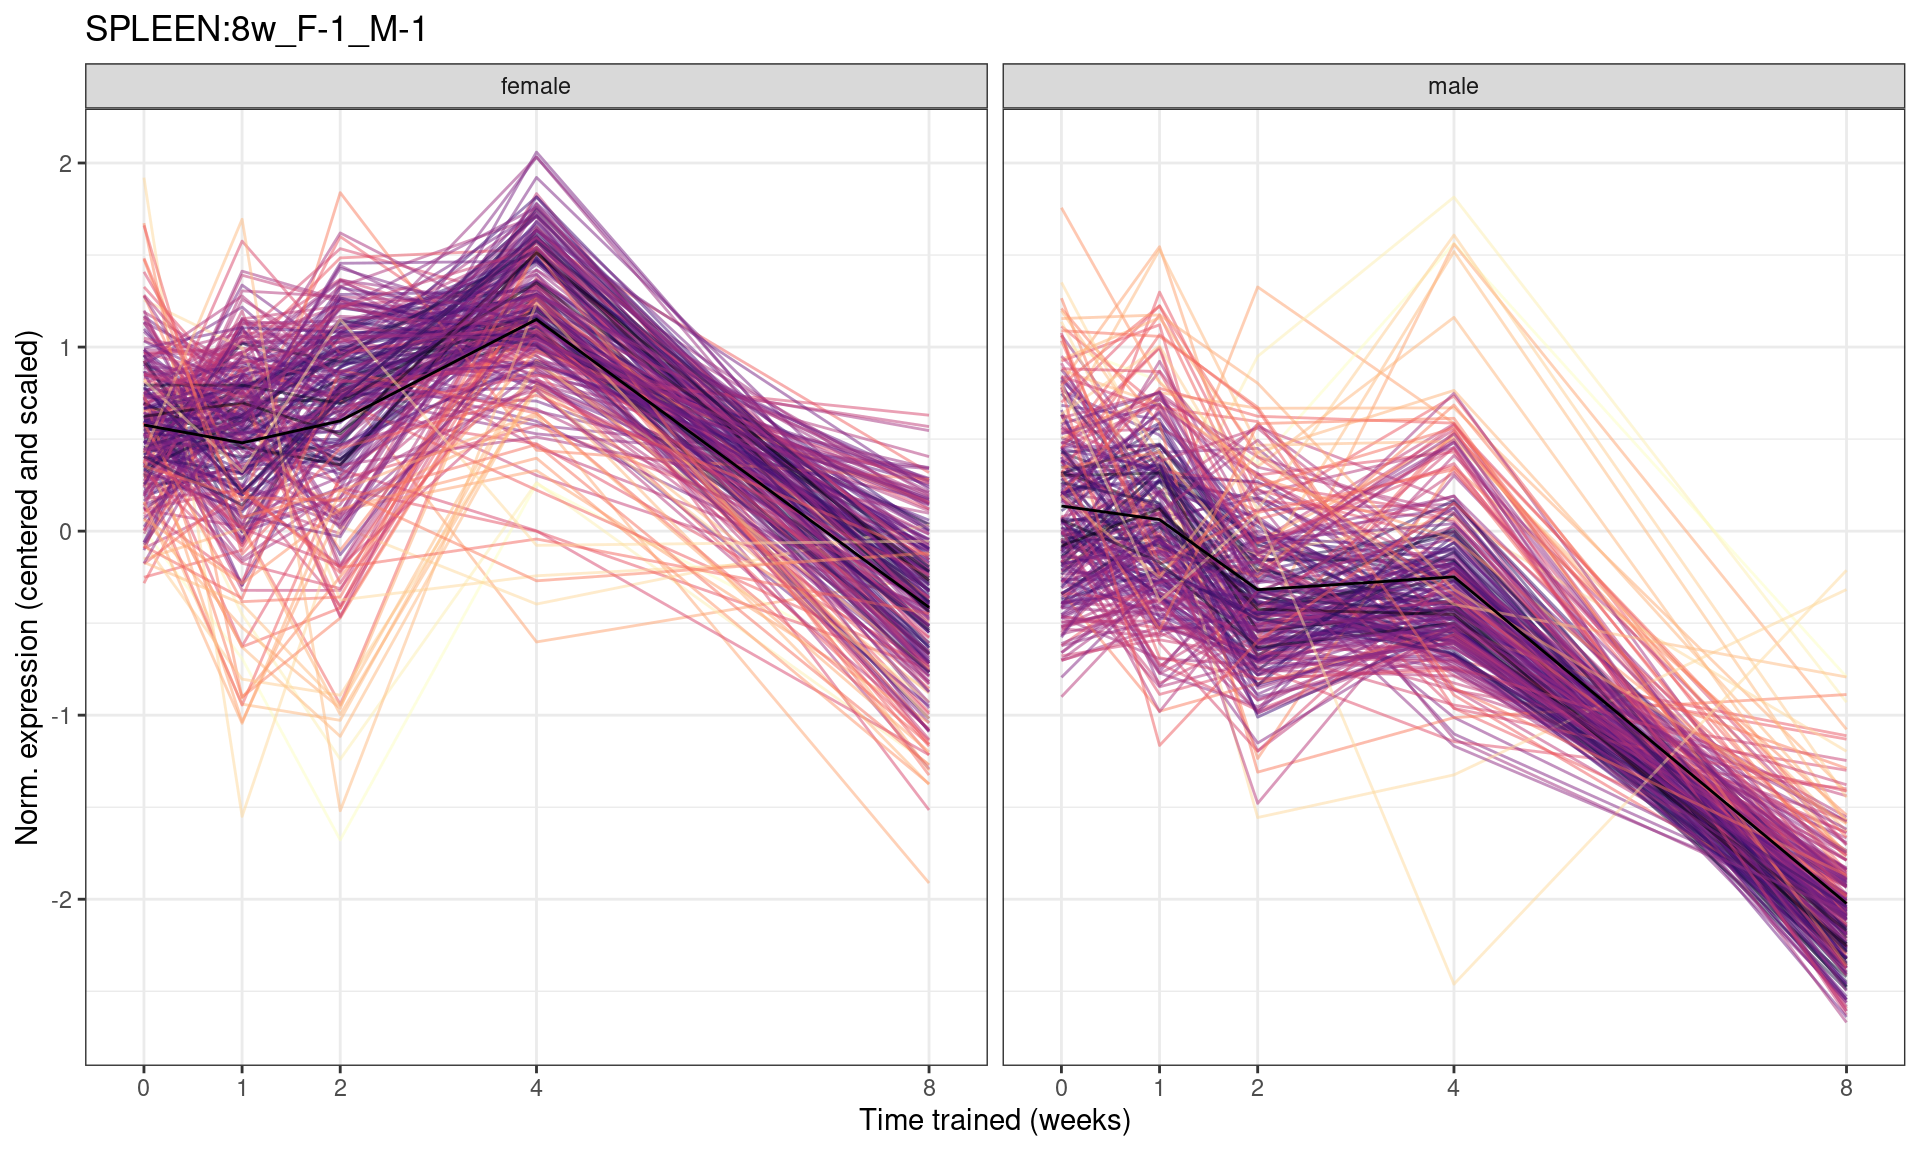 SPLEEN:8w_F-1_M-1
female
male
Norm. expression (centered and scaled)
2
1
0
-1
-2
0 1 2 4 8
0 1 2 4 8
Time trained (weeks)